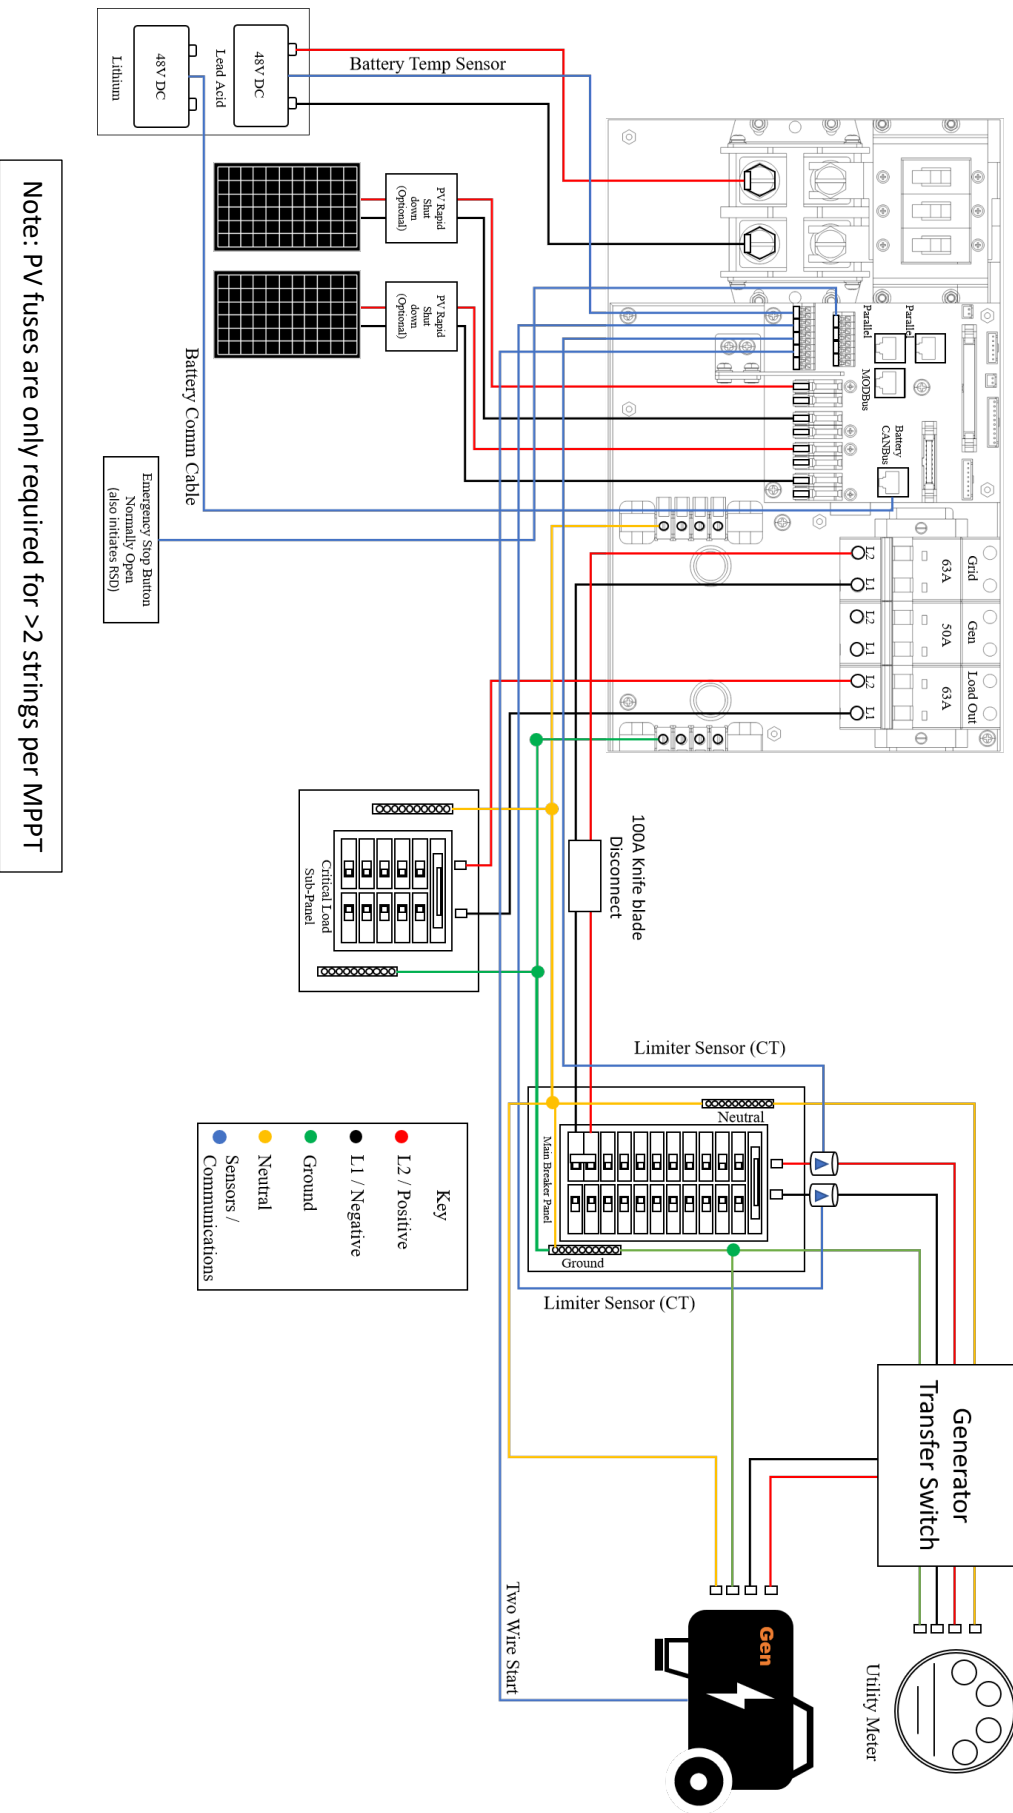 Battery Temp Sensor
48V DC
Lead Acid
48V DC
Lithium
PV Rapid
Shut
down
(Optional)
PV Rapid
Shut
down
(Optional)
Battery Comm Cable
Emergency Stop Button
Normally Open
(also initiates RSD)
Note: PV fuses are only required for >2 strings per MPPT
Parallel
Parallel
MODBus
Battery
CANBus
Grid
63A
L2
L1
Gen
50A
L2
L1
Load Out
63A
L2
L1
100A Knife blade
Disconnect
Critical Load
Sub-Panel
Limiter Sensor (CT)
Neutral
Main Breaker Panel
Ground
Limiter Sensor (CT)
Key
L2 / Positive
L1 / Negative
Ground
Neutral
Sensors /
Communications
Generator
Transfer Switch
Two Wire Start
Gen
Utility Meter